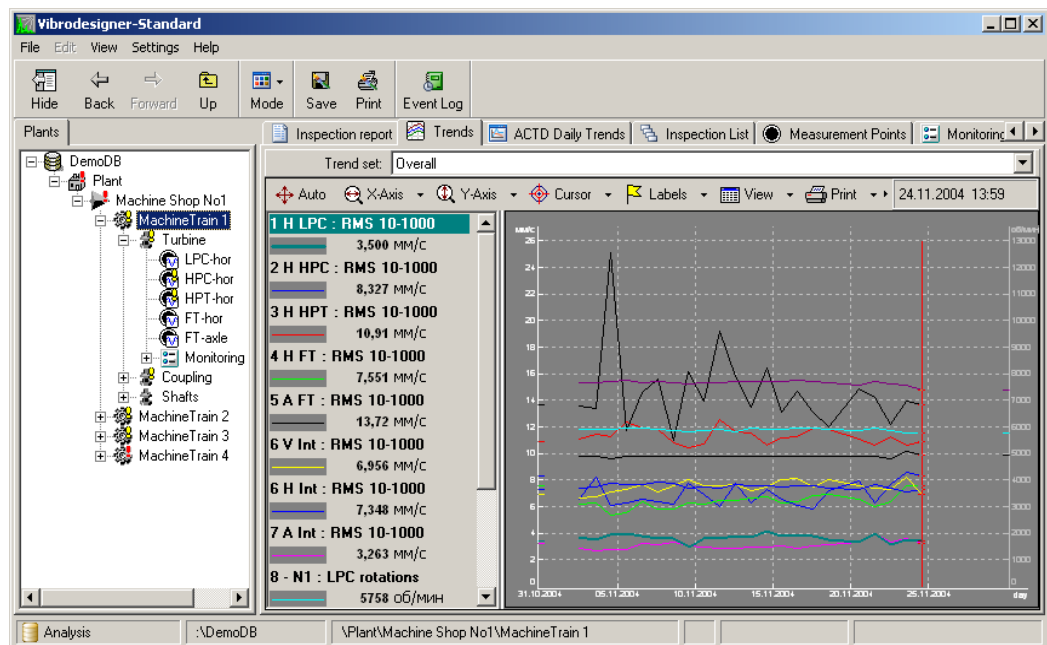 Vibrodesigner-Standard
File Edit View Settings Help
Hide Back Forward Up Mode Save Print Event Log
Plants
Inspection report Trends ACTD Daily Trends Inspection List Measurement Points Monitoring
Trend set: Overall
Auto X-Axis Y-Axis Cursor Labels View Print 24.11.2004 13:59
DemoDB
Plant
Machine Shop No1
MachineTrain 1
Turbine
LPC-hor
HPC-hor
HPT-hor
FT-hor
FT-axle
Monitoring
Coupling
Shafts
MachineTrain 2
MachineTrain 3
MachineTrain 4
1 H LPC : RMS 10-1000
3,500 мм/с
2 H HPC : RMS 10-1000
8,327 мм/с
3 H HPT : RMS 10-1000
10,91 мм/с
4 H FT : RMS 10-1000
7,551 мм/с
5 A FT : RMS 10-1000
13,72 мм/с
6 V Int : RMS 10-1000
6,956 мм/с
6 H Int : RMS 10-1000
7,348 мм/с
7 A Int : RMS 10-1000
3,263 мм/с
8 - N1 : LPC rotations
5758 об/мин
мм/с
26
24
22
20
18
16
14
12
10
8
6
4
2
0
об/мин
13000
12000
11000
10000
9000
8000
7000
6000
5000
4000
3000
2000
1000
0
31.10.2004 05.11.2004 10.11.2004 15.11.2004 20.11.2004 25.11.2004 day
Analysis :\DemoDB \Plant\Machine Shop No1\MachineTrain 1